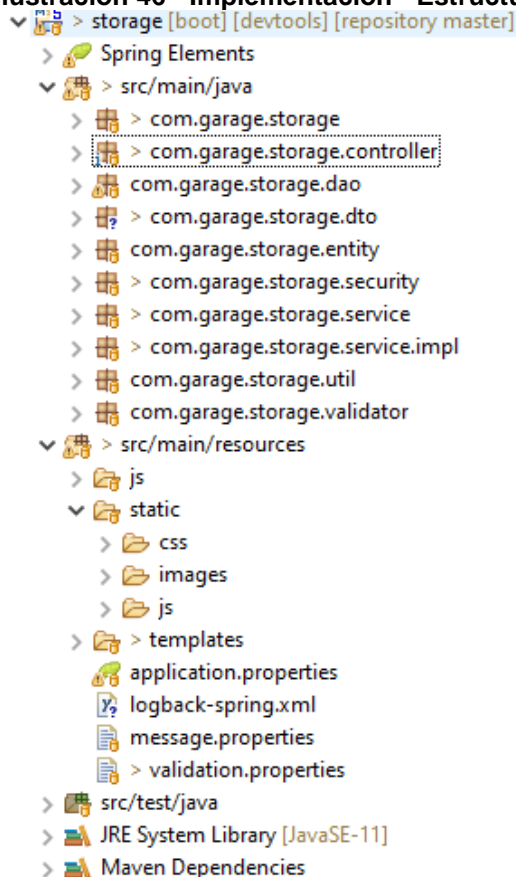 Implementación Estructu
> storage [boot] [devtools] [repository master]
> Spring Elements
> src/main/java
> > com.garage.storage
> > com.garage.storage.controller
> com.garage.storage.dao
> > com.garage.storage.dto
> com.garage.storage.entity
> > com.garage.storage.security
> > com.garage.storage.service
> > com.garage.storage.service.impl
> com.garage.storage.util
> com.garage.storage.validator
> src/main/resources
> js
static
> css
> images
> js
> > templates
application.properties
logback-spring.xml
message.properties
> validation.properties
> src/test/java
> JRE System Library [JavaSE-11]
> Maven Dependencies